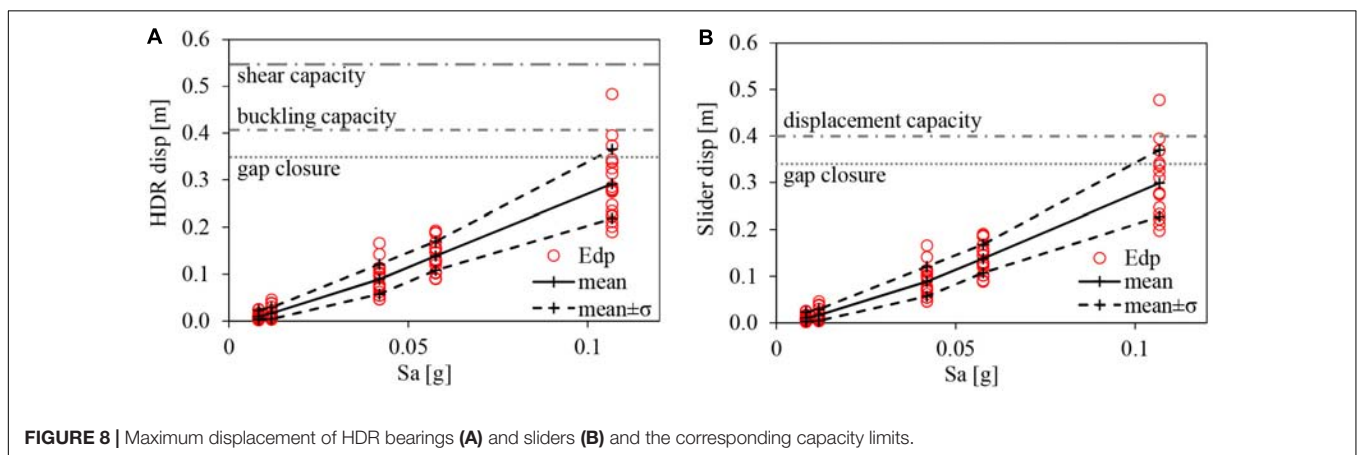 A
0.6
0.5
0.4
0.3
0.2
0.1
0.0
HDR disp [m]
shear capacity
buckling capacity
gap closure
Edp
mean
mean±σ
0
0.05
0.1
Sa [g]
B
0.6
0.5
0.4
0.3
0.2
0.1
0.0
Slider disp [m]
displacement capacity
gap closure
Edp
mean
mean±σ
0
0.05
0.1
Sa [g]
FIGURE 8 | Maximum displacement of HDR bearings (A) and sliders (B) and the corresponding capacity limits.